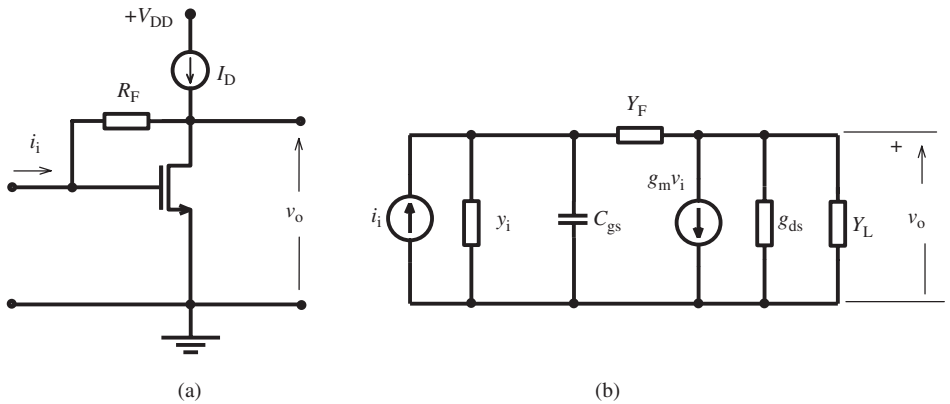 +V_DD
I_D
R_F
i_i
v_o
(a)
Y_F
i_i
y_i
C_gs
g_m v_i
g_ds
Y_L
+
v_o
(b)